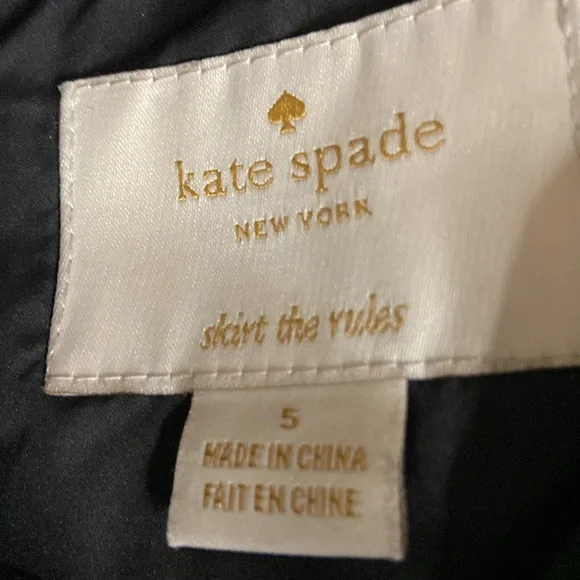 kate spade
NEW YORK
skirt the rules
5
MADE IN CHINA
FAIT EN CHINE